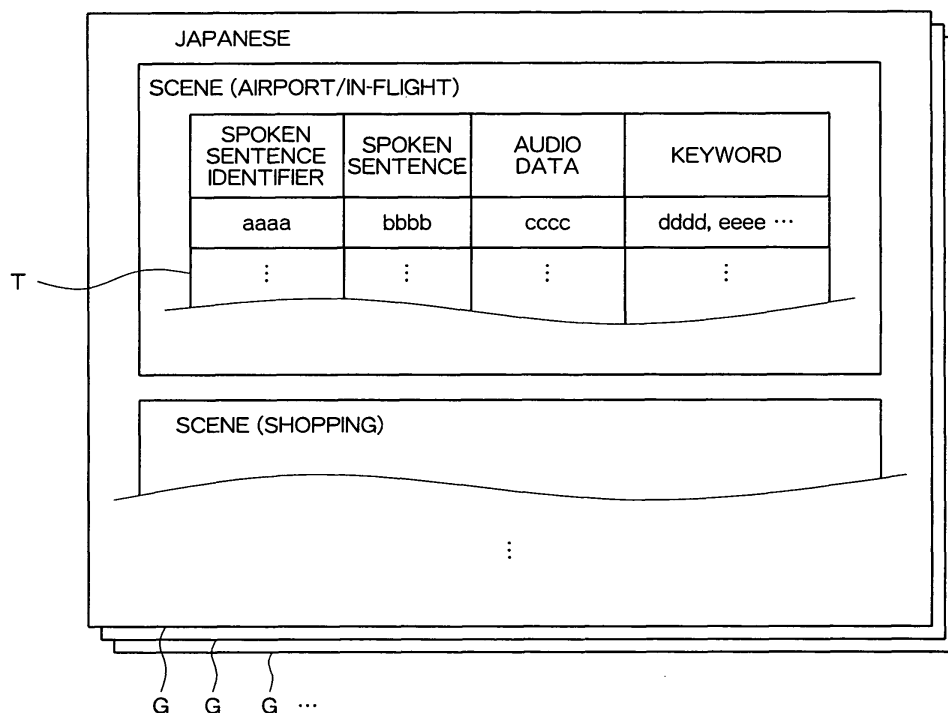 JAPANESE
SCENE (AIRPORT/IN-FLIGHT)
SPOKEN
SENTENCE
IDENTIFIER
SPOKEN
SENTENCE
AUDIO
DATA
KEYWORD
aaaa
bbbb
cccc
dddd, eeee ⋯
⋮ ⋮ ⋮ ⋮
T
SCENE (SHOPPING)
⋮
G G G ⋯